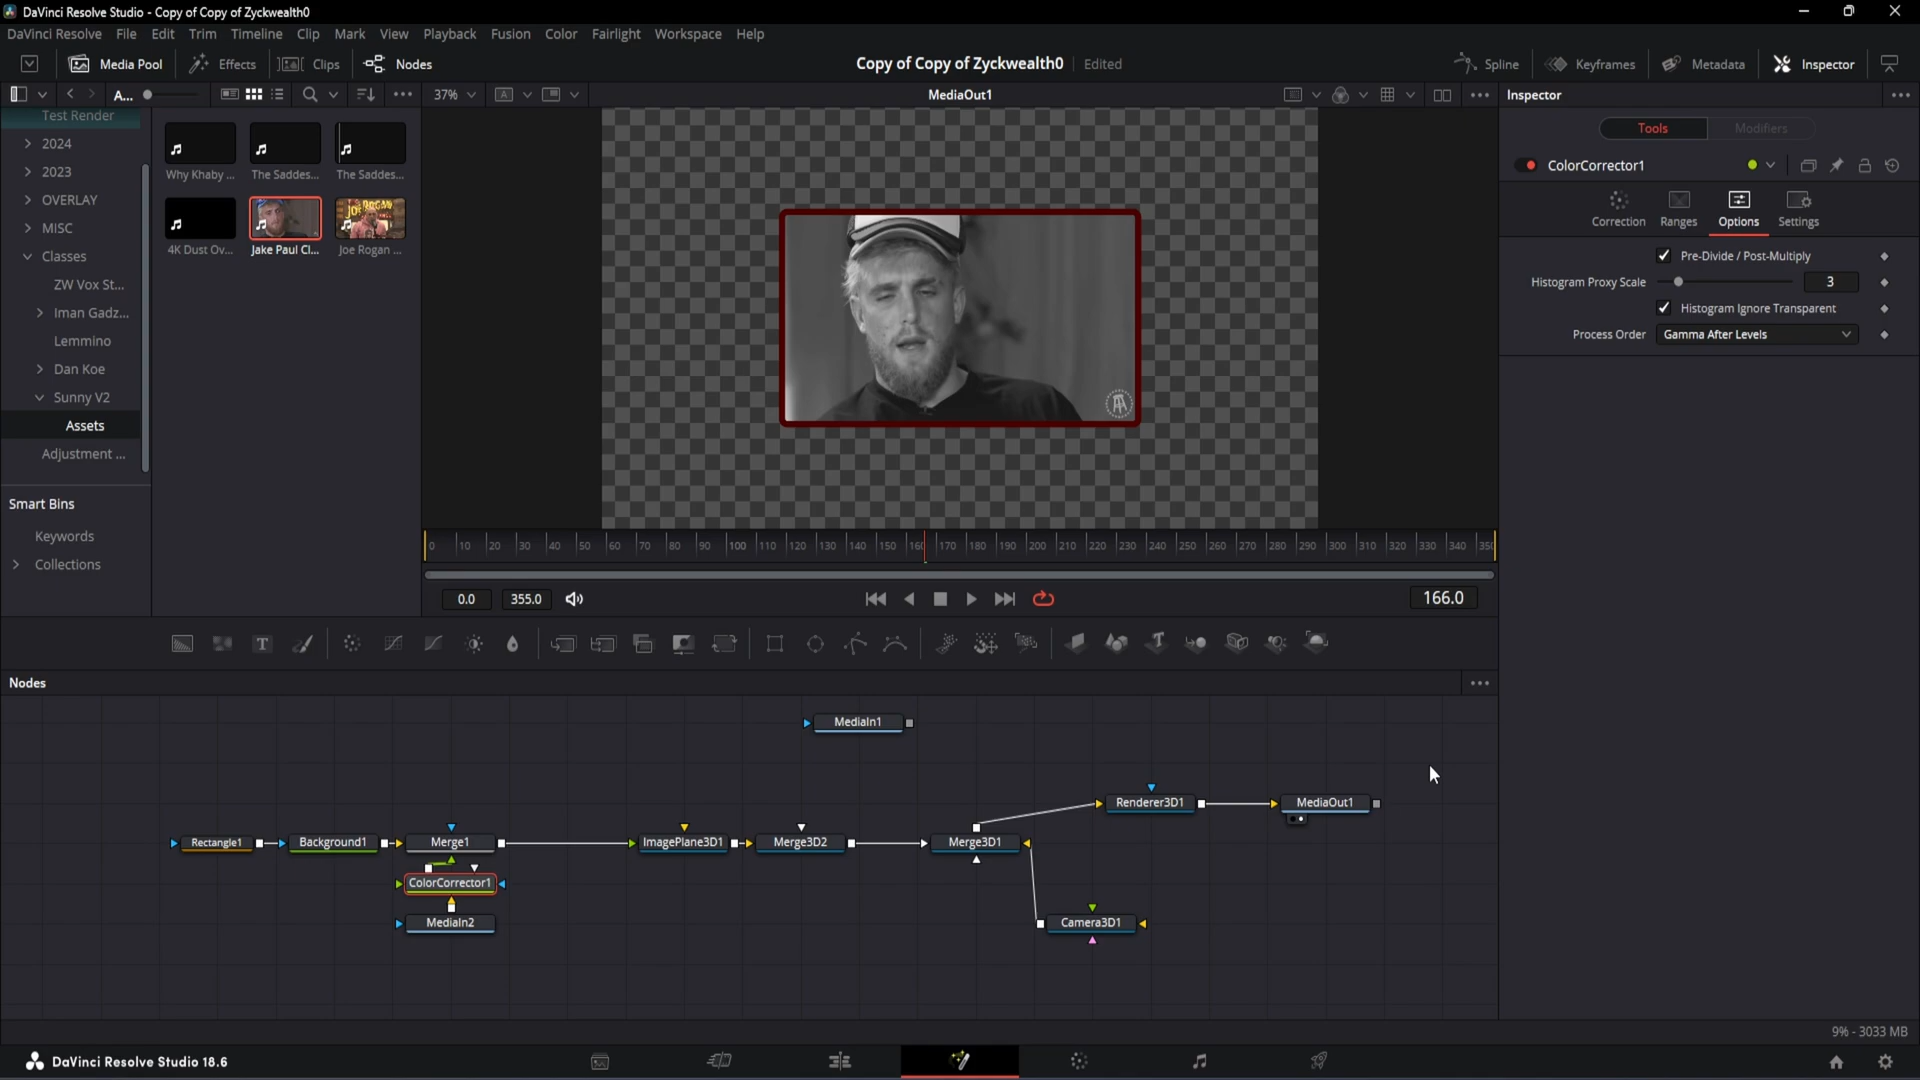 DaVinci Resolve Studio - Copy of Copy of Zyckwealth0
DaVinci Resolve File Edit Trim Timeline Clip Mark View Playback Fusion Color Fairlight Workspace Help
Media Pool Effects Clips Nodes Copy of Copy of Zyckwealth0 Edited Spline Keyframes Metadata Inspector
A... 37% MediaOut1 Inspector
Test Render
2024
2023
OVERLAY
MISC
Classes
ZW Vox St...
Iman Gadz...
Lemmino
Dan Koe
Sunny V2
Assets
Adjustment ...
Smart Bins
Keywords
Collections
Why Khaby ... The Saddes... The Saddes...
4K Dust Ov... Jake Paul Cl... Joe Rogan ...
Tools Modifiers
ColorCorrector1
Correction Ranges Options Settings
Pre-Divide / Post-Multiply
Histogram Proxy Scale 3
Histogram Ignore Transparent
Process Order Gamma After Levels
0 10 20 30 40 50 60 70 80 90 100 110 120 130 140 150 160 170 180 190 200 210 220 230 240 250 260 270 280 290 300 310 320 330 340 350
0.0 355.0 166.0
Nodes
MediaIn1
Renderer3D1 MediaOut1
Rectangle1 Background1 Merge1 ImagePlane3D1 Merge3D2 Merge3D1
ColorCorrector1
MediaIn2 Camera3D1
9% - 3033 MB
DaVinci Resolve Studio 18.6